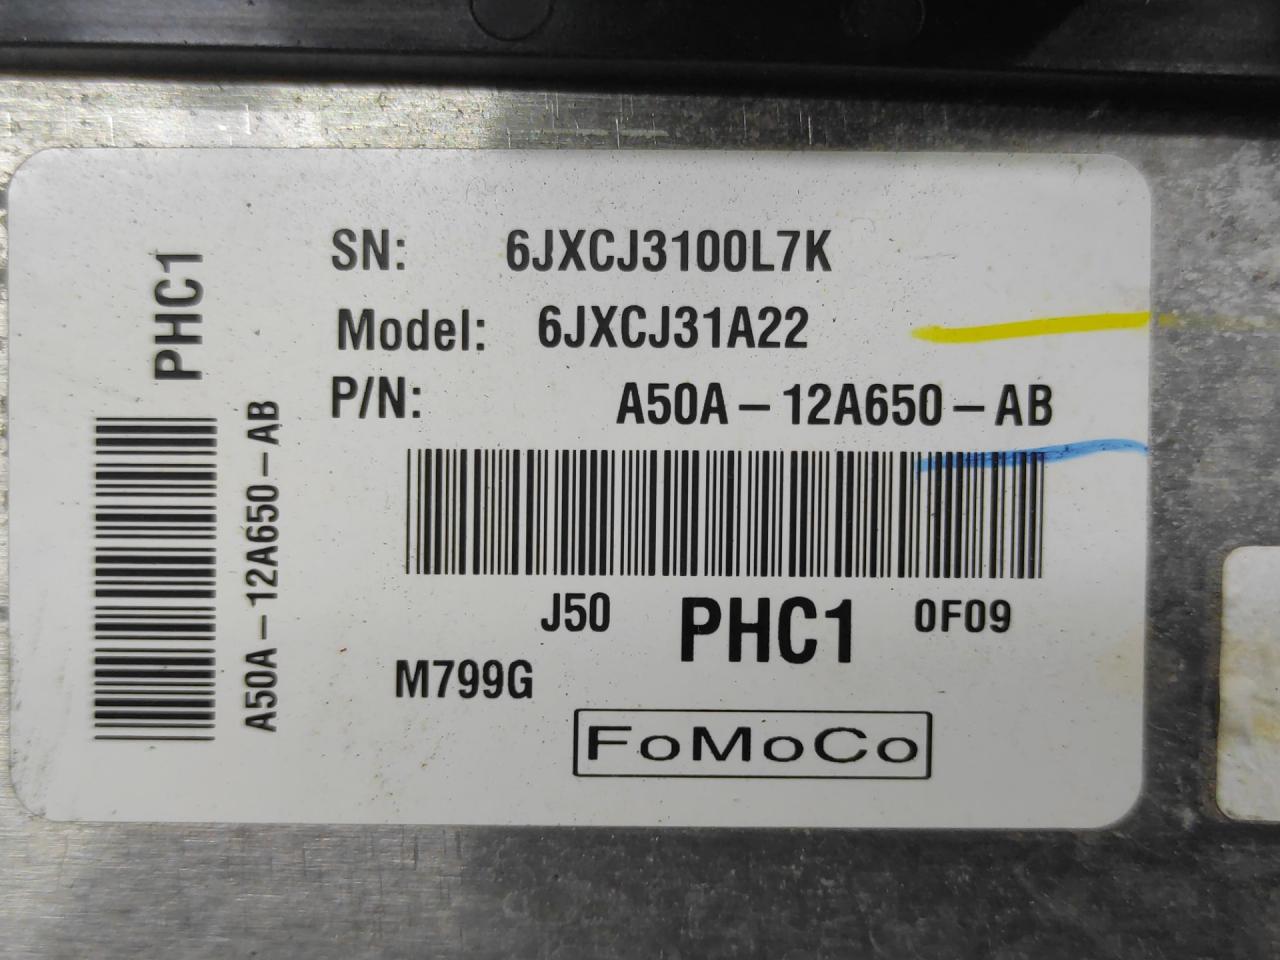 PHC1
A50A-12A650-AB
SN: 6JXCJ3100L7K
Model: 6JXCJ31A22
P/N: A50A-12A650-AB
J50 PHC1 0F09
M799G
FoMoCo